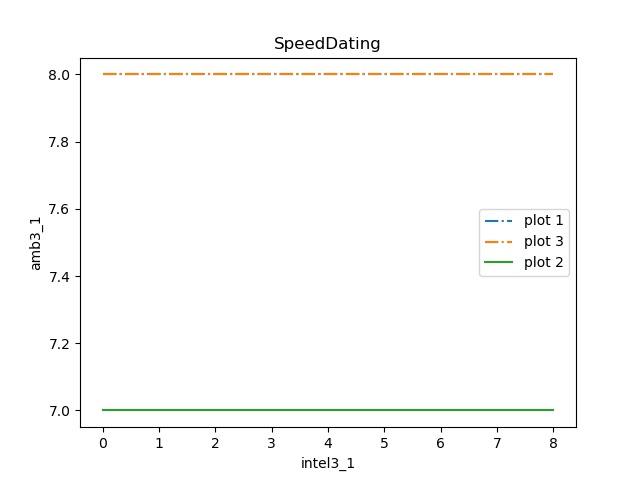 SpeedDating
8.0
7.8
7.6
7.4
7.2
7.0
amb3_1
plot 1
plot 3
plot 2
0 1 2 3 4 5 6 7 8
intel3_1